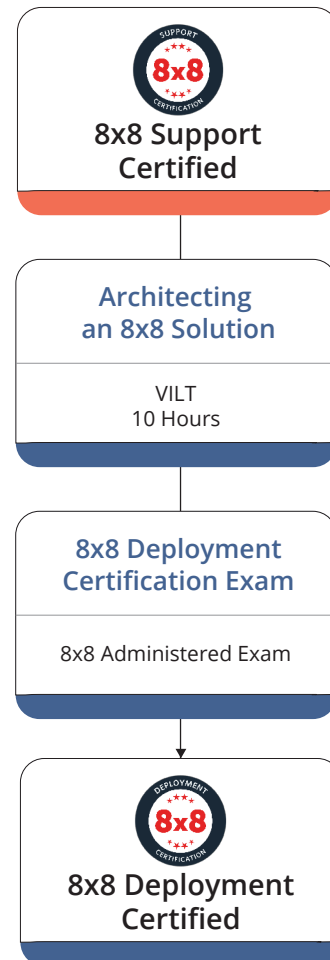 SUPPORT
8x8
CERTIFICATION
8x8 Support
Certified
Architecting
an 8x8 Solution
VILT
10 Hours
8x8 Deployment
Certification Exam
8x8 Administered Exam
DEPLOYMENT
8x8
CERTIFICATION
8x8 Deployment
Certified